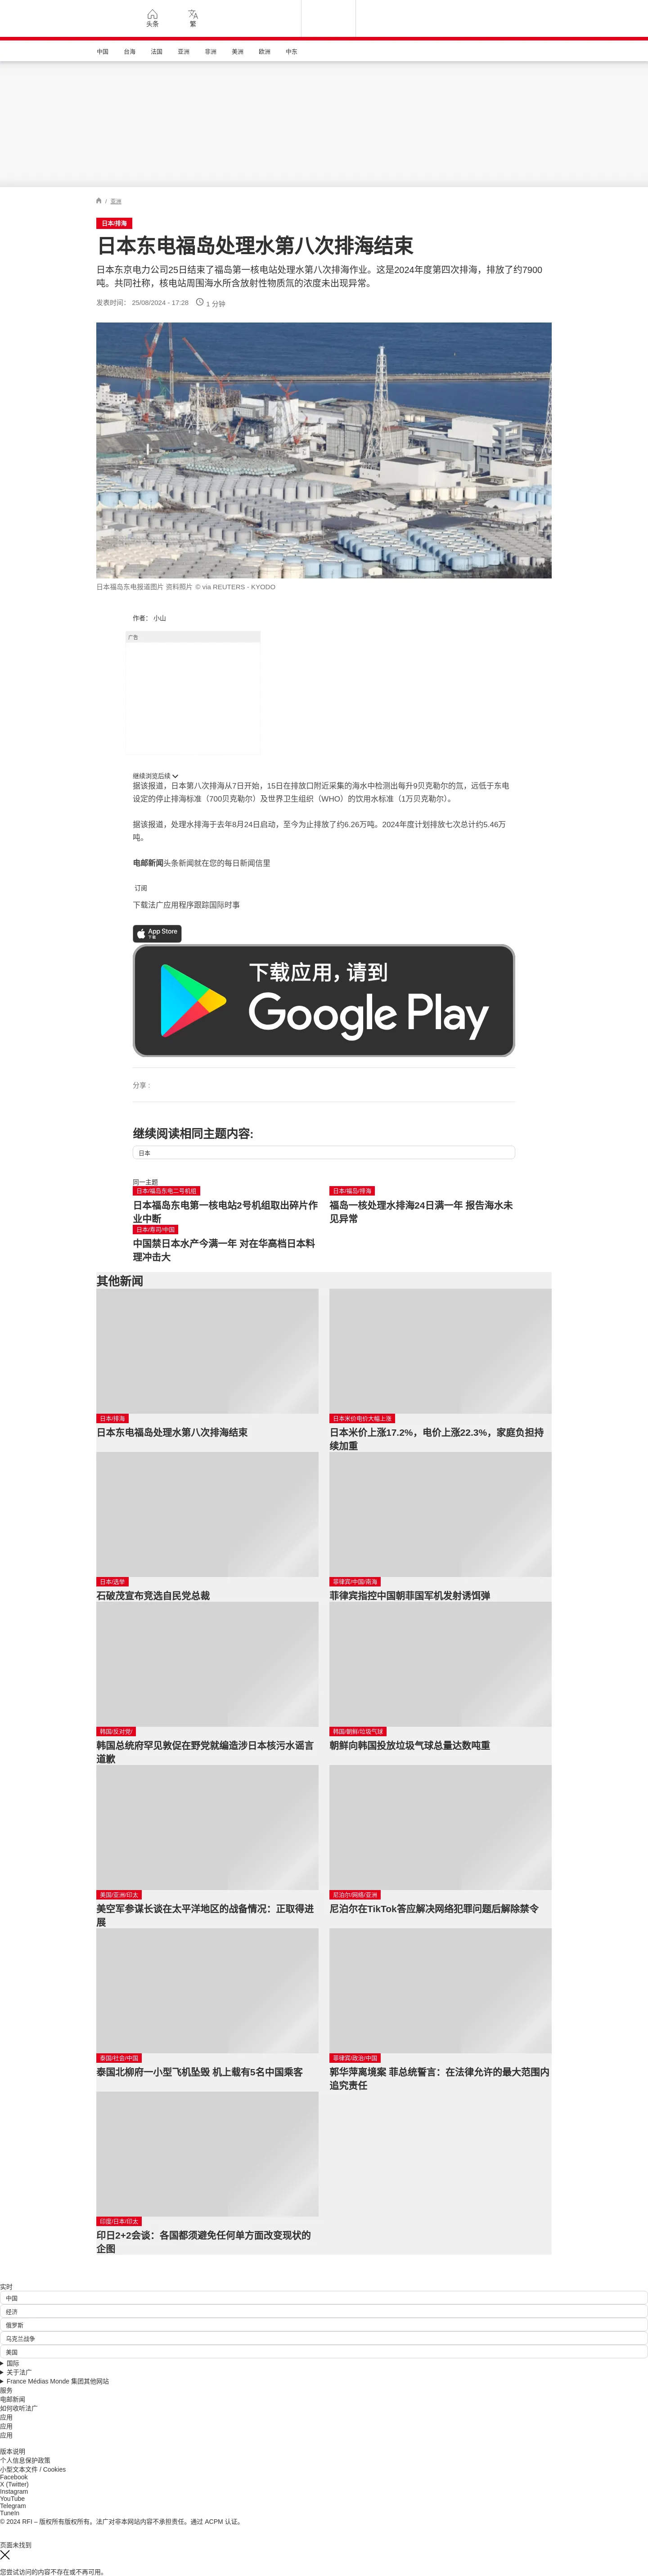 头条
繁
中国 台海 法国 亚洲 非洲 美洲 欧洲 中东
/ 亚洲
日本/排海
日本东电福岛处理水第八次排海结束
日本东京电力公司25日结束了福岛第一核电站处理水第八次排海作业。这是2024年度第四次排海，排放了约7900
吨。共同社称，核电站周围海水所含放射性物质氚的浓度未出现异常。
发表时间： 25/08/2024 - 17:28 1 分钟
日本福岛东电报道图片 资料照片 © via REUTERS - KYODO
作者： 小山
广告
继续浏览后续
据该报道，日本第八次排海从7日开始，15日在排放口附近采集的海水中检测出每升9贝克勒尔的氚，远低于东电
设定的停止排海标准（700贝克勒尔）及世界卫生组织（WHO）的饮用水标准（1万贝克勒尔）。
据该报道，处理水排海于去年8月24日启动，至今为止排放了约6.26万吨。2024年度计划排放七次总计约5.46万
吨。
电邮新闻头条新闻就在您的每日新闻信里
订阅
下载法广应用程序跟踪国际时事
App Store
下载
下载应用，请到
Google Play
分享 :
继续阅读相同主题内容:
日本
同一主题
日本/福岛东电二号机组
日本福岛东电第一核电站2号机组取出碎片作
业中断
日本/福岛/排海
福岛一核处理水排海24日满一年 报告海水未
见异常
日本/寿司/中国
中国禁日本水产今满一年 对在华高档日本料
理冲击大
其他新闻
日本/排海
日本东电福岛处理水第八次排海结束
日本米价电价大幅上涨
日本米价上涨17.2%，电价上涨22.3%，家庭负担持
续加重
日本/选举
石破茂宣布竞选自民党总裁
菲律宾/中国/南海
菲律宾指控中国朝菲国军机发射诱饵弹
韩国/反对党/
韩国总统府罕见敦促在野党就编造涉日本核污水谣言
道歉
韩国/朝鲜/垃圾气球
朝鲜向韩国投放垃圾气球总量达数吨重
美国/亚洲/印太
美空军参谋长谈在太平洋地区的战备情况：正取得进
展
尼泊尔/网络/亚洲
尼泊尔在TikTok答应解决网络犯罪问题后解除禁令
泰国/社会/中国
泰国北柳府一小型飞机坠毁 机上载有5名中国乘客
菲律宾/政治/中国
郭华萍离境案 菲总统誓言：在法律允许的最大范围内
追究责任
印度/日本/印太
印日2+2会谈：各国都须避免任何单方面改变现状的
企图
实时
中国
经济
俄罗斯
乌克兰战争
美国
国际
关于法广
France Médias Monde 集团其他网站
服务
电邮新闻
如何收听法广
应用
应用
应用
版本说明
个人信息保护政策
小型文本文件 / Cookies
Facebook
X (Twitter)
Instagram
YouTube
Telegram
TuneIn
© 2024 RFI – 版权所有版权所有。法广对非本网站内容不承担责任。通过 ACPM 认证。
页面未找到
您尝试访问的内容不存在或不再可用。